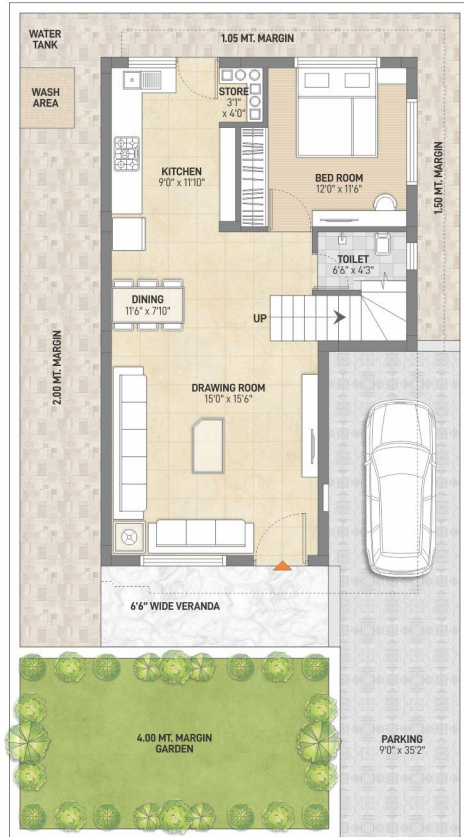 WATER
TANK
1.05 MT. MARGIN
WASH
AREA
STORE
3'1"
x 4'0"
KITCHEN
9'0" x 11'10"
BED ROOM
12'0" x 11'6"
1.50 MT. MARGIN
TOILET
6'6" x 4'3"
DINING
11'6" x 7'10"
UP
2.00 MT. MARGIN
DRAWING ROOM
15'0" x 15'6"
6'6" WIDE VERANDA
4.00 MT. MARGIN
GARDEN
PARKING
9'0" x 35'2"